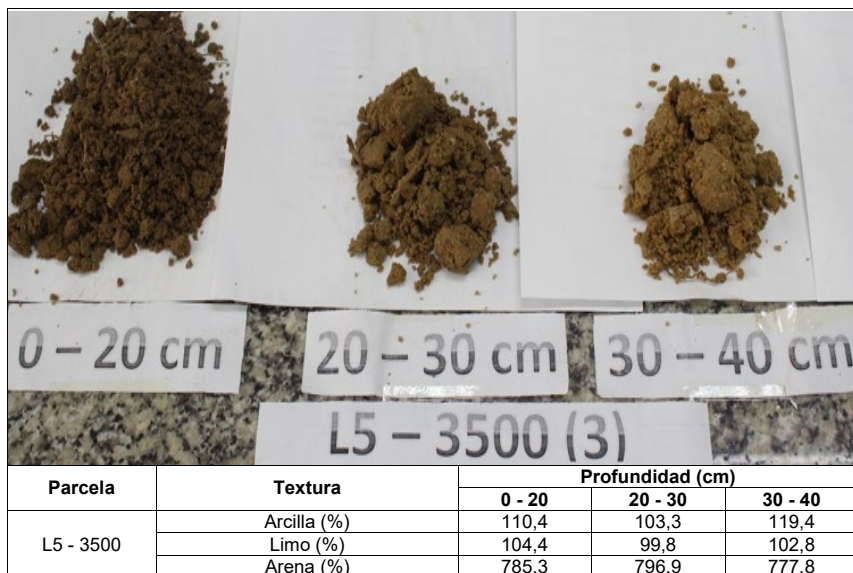 0 – 20 cm
20 – 30 cm
30 – 40 cm
L5 – 3500 (3)
Parcela Textura Profundidad (cm)
0 - 20 20 - 30 30 - 40
L5 - 3500
Arcilla (%) 110,4 103,3 119,4
Limo (%) 104,4 99,8 102,8
Arena (%) 785,3 796,9 777,8